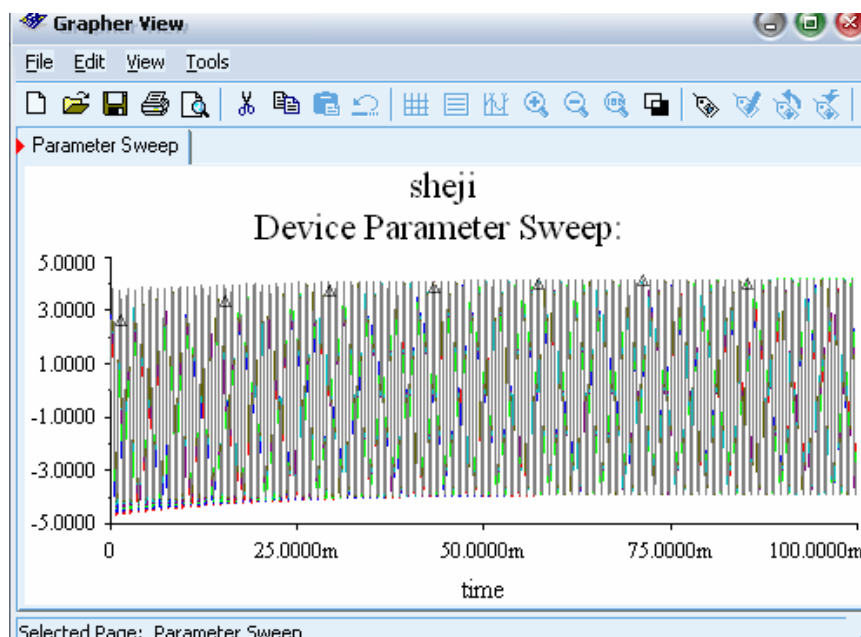 Grapher View
File Edit View Tools
Parameter Sweep
sheji
Device Parameter Sweep:
5.0000
3.0000
1.0000
-1.0000
-3.0000
-5.0000
0 25.0000m 50.0000m 75.0000m 100.0000m
time
Selected Page: Parameter Sweep